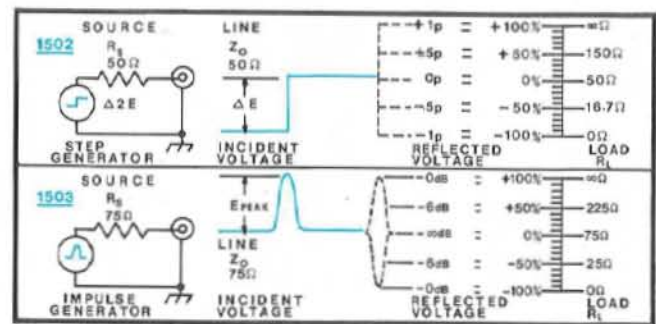 SOURCE
1502
RS
50Ω
Δ2E
STEP
GENERATOR
LINE
ZO
50Ω
ΔE
INCIDENT
VOLTAGE
+1p = +100% ∞Ω
+.5p = +50% 150Ω
0p = 0% 50Ω
-.5p = -50% 16.7Ω
-1p = -100% 0Ω
REFLECTED
VOLTAGE
LOAD
RL
SOURCE
1503
RS
75Ω
IMPULSE
GENERATOR
EPEAK
LINE
ZO
75Ω
INCIDENT
VOLTAGE
-0dB = +100% ∞Ω
-6dB = +50% 225Ω
-∞dB = 0% 75Ω
-6dB = -50% 25Ω
-0dB = -100% 0Ω
REFLECTED
VOLTAGE
LOAD
RL